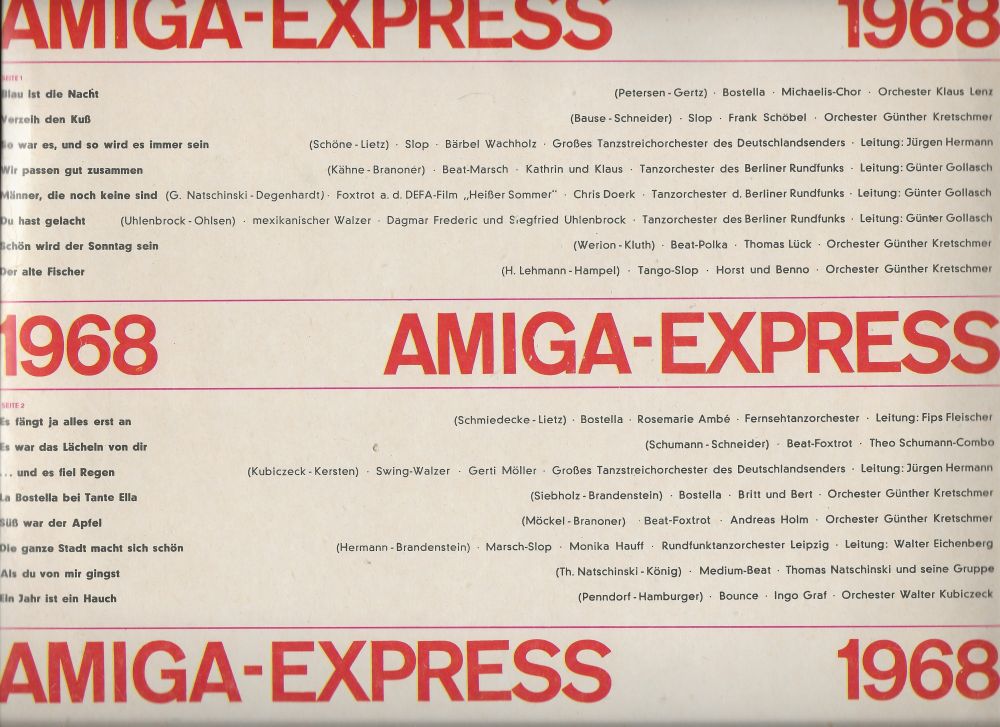 AMIGA-EXPRESS 1968
SEITE 1
Blau ist die Nacht (Petersen-Gertz) · Bostella · Michaelis-Chor · Orchester Klaus Lenz
Verzeih den Kuß (Bause-Schneider) · Slop · Frank Schöbel · Orchester Günther Kretschmer
So war es, und so wird es immer sein (Schöne-Lietz) · Slop · Bärbel Wachholz · Großes Tanzstreichorchester des Deutschlandsenders · Leitung: Jürgen Hermann
Wir passen gut zusammen (Kähne-Branoner) · Beat-Marsch · Kathrin und Klaus · Tanzorchester des Berliner Rundfunks · Leitung: Günter Gollasch
Männer, die noch keine sind (G. Natschinski-Degenhardt) · Foxtrot a. d. DEFA-Film „Heißer Sommer" · Chris Doerk · Tanzorchester d. Berliner Rundfunks · Leitung: Günter Gollasch
Du hast gelacht (Uhlenbrock-Ohlsen) · mexikanischer Walzer · Dagmar Frederic und Siegfried Uhlenbrock · Tanzorchester des Berliner Rundfunks · Leitung: Günter Gollasch
Schön wird der Sonntag sein (Werion-Kluth) · Beat-Polka · Thomas Lück · Orchester Günther Kretschmer
Der alte Fischer (H. Lehmann-Hampel) · Tango-Slop · Horst und Benno · Orchester Günther Kretschmer
1968 AMIGA-EXPRESS
SEITE 2
Es fängt ja alles erst an (Schmiedecke-Lietz) · Bostella · Rosemarie Ambé · Fernsehtanzorchester · Leitung: Fips Fleischer
Es war das Lächeln von dir (Schumann-Schneider) · Beat-Foxtrot · Theo Schumann-Combo
... und es fiel Regen (Kubiczeck-Kersten) · Swing-Walzer · Gerti Möller · Großes Tanzstreichorchester des Deutschlandsenders · Leitung: Jürgen Hermann
La Bostella bei Tante Ella (Siebholz-Brandenstein) · Bostella · Britt und Bert · Orchester Günther Kretschmer
Süß war der Apfel (Möckel-Branoner) · Beat-Foxtrot · Andreas Holm · Orchester Günther Kretschmer
Die ganze Stadt macht sich schön (Hermann-Brandenstein) · Marsch-Slop · Monika Hauff · Rundfunktanzorchester Leipzig · Leitung: Walter Eichenberg
Als du von mir gingst (Th. Natschinski-König) · Medium-Beat · Thomas Natschinski und seine Gruppe
Ein Jahr ist ein Hauch (Penndorf-Hamburger) · Bounce · Ingo Graf · Orchester Walter Kubiczeck
AMIGA-EXPRESS 1968